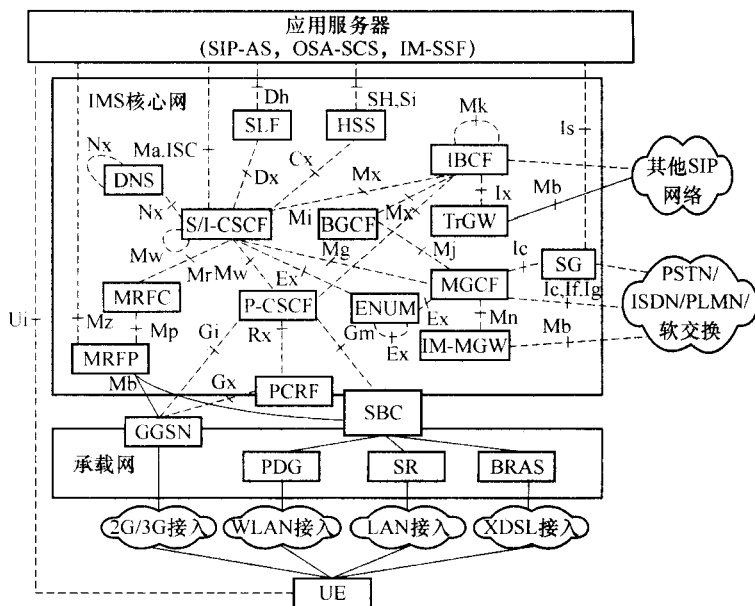 应用服务器
(SIP-AS, OSA-SCS, IM-SSF)
IMS核心网
Dh
SH,Si
Mk
Is
SLF
HSS
Nx
Ma.ISC
IBCF
其他SIP
网络
DNS
Dx
Cx
Mx
Ix
Mb
Nx
S/I-CSCF
Mi
BGCF
Mx
TrGW
Mw
Mg
Mj
Ic
SG
PSTN/
ISDN/PLMN/
软交换
Mr
Mw
Ex
MGCF
Ic,If,Ig
MRFC
P-CSCF
ENUM
Ex
Mn
Mb
Ui
Mz
Mp
Gi
Rx
Gm
Ex
IM-MGW
MRFP
Mb
Gx
PCRF
SBC
GGSN
承载网
PDG
SR
BRAS
2G/3G接入
WLAN接入
LAN接入
XDSL接入
UE